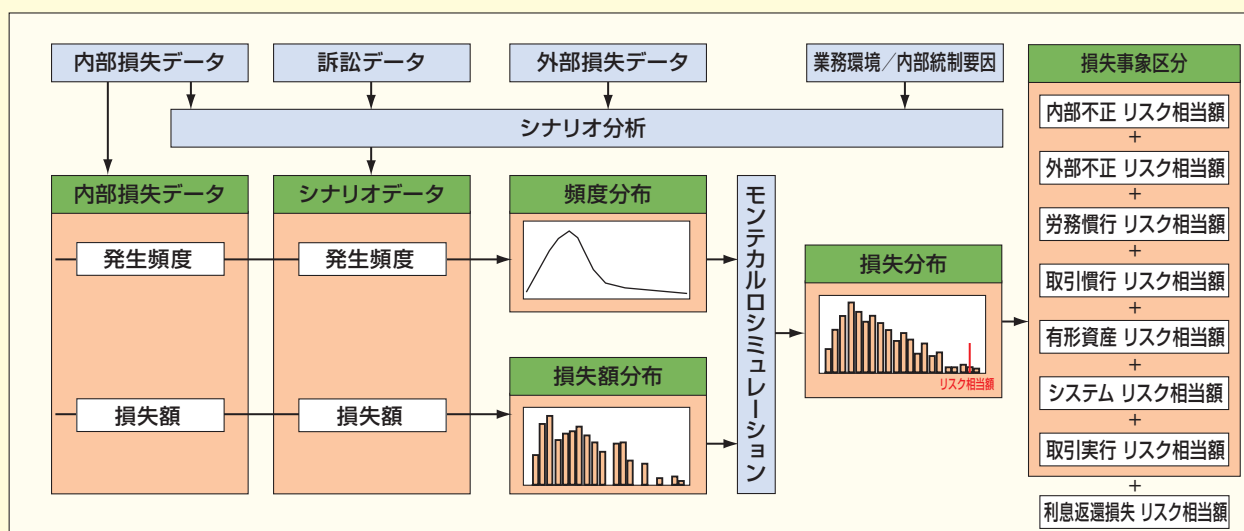 内部損失データ
訴訟データ
外部損失データ
業務環境／内部統制要因
シナリオ分析
内部損失データ
発生頻度
損失額
シナリオデータ
発生頻度
損失額
頻度分布
損失額分布
モンテカルロシミュレーション
損失分布
リスク相当額
損失事象区分
内部不正 リスク相当額
+
外部不正 リスク相当額
+
労務慣行 リスク相当額
+
取引慣行 リスク相当額
+
有形資産 リスク相当額
+
システム リスク相当額
+
取引実行 リスク相当額
+
利息返還損失 リスク相当額